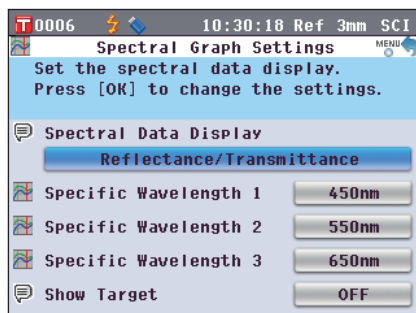 T0006 10:30:18 Ref 3mm SCI
Spectral Graph Settings MENU
Set the spectral data display.
Press [OK] to change the settings.
Spectral Data Display
Reflectance/Transmittance
Specific Wavelength 1 450nm
Specific Wavelength 2 550nm
Specific Wavelength 3 650nm
Show Target OFF